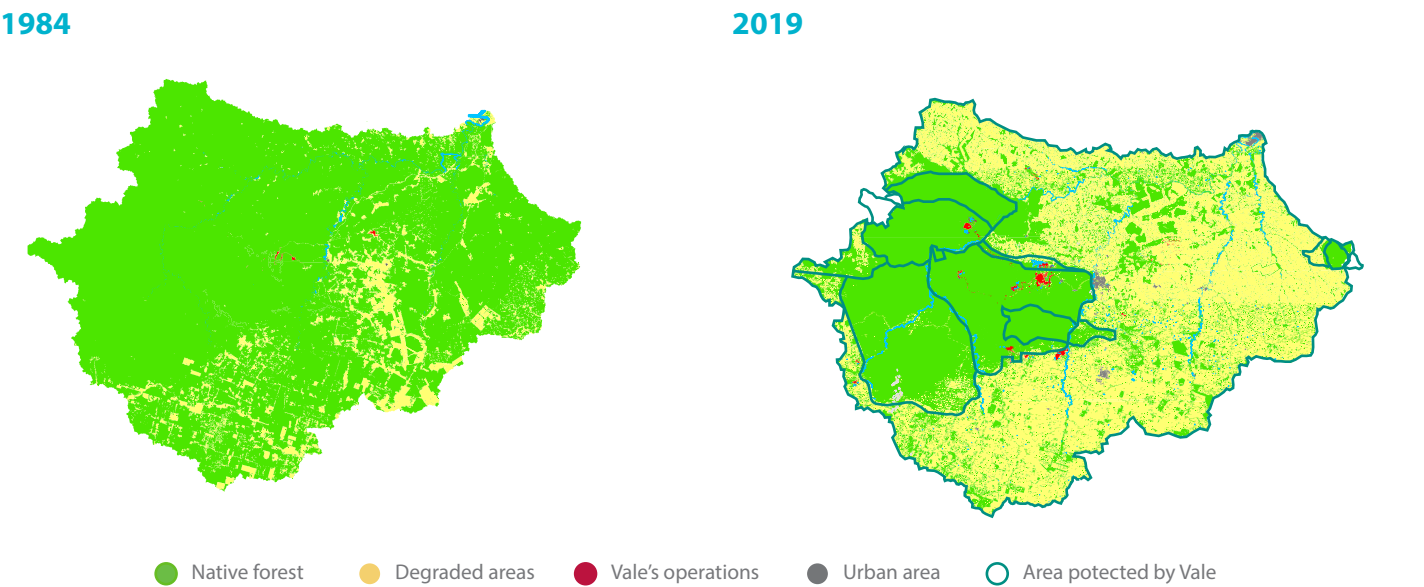 1984
2019
Native forest
Degraded areas
Vale's operations
Urban area
Area potected by Vale